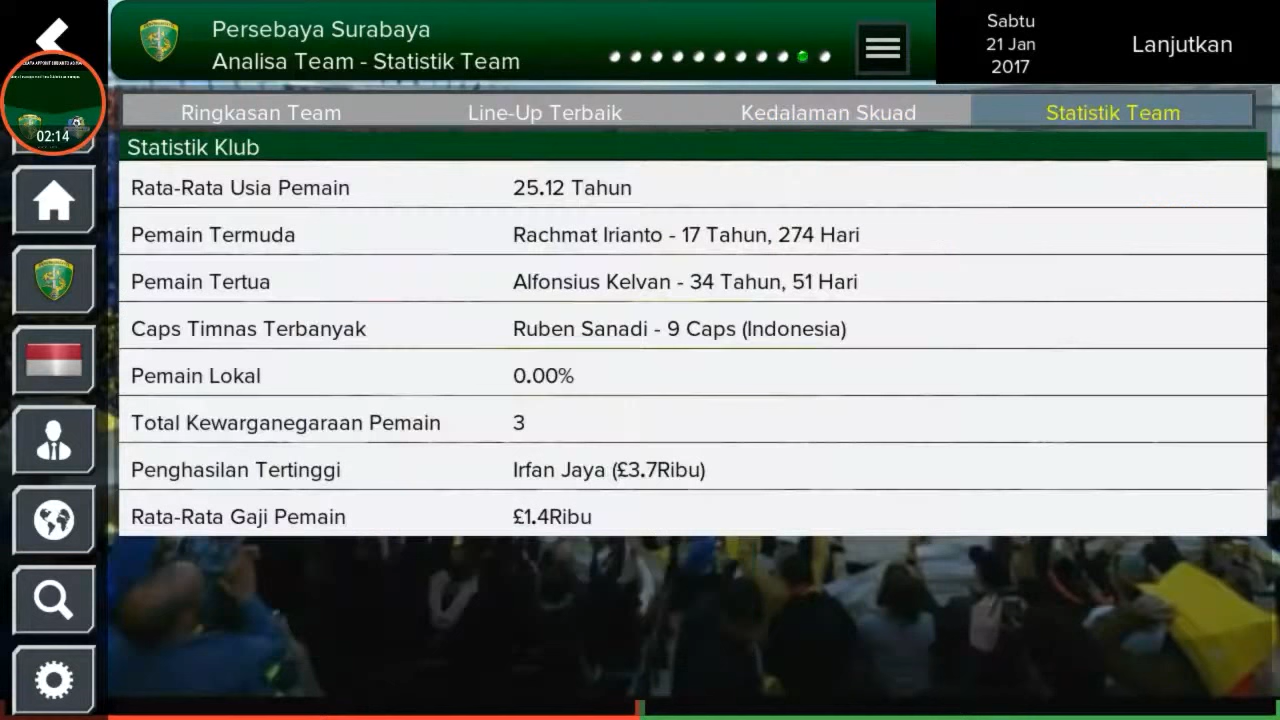 Persebaya Surabaya
Analisa Team - Statistik Team
Sabtu
21 Jan
2017
Lanjutkan
02:14
Ringkasan Team
Line-Up Terbaik
Kedalaman Skuad
Statistik Team
Statistik Klub
Rata-Rata Usia Pemain 25.12 Tahun
Pemain Termuda Rachmat Irianto - 17 Tahun, 274 Hari
Pemain Tertua Alfonsius Kelvan - 34 Tahun, 51 Hari
Caps Timnas Terbanyak Ruben Sanadi - 9 Caps (Indonesia)
Pemain Lokal 0.00%
Total Kewarganegaraan Pemain 3
Penghasilan Tertinggi Irfan Jaya (£3.7Ribu)
Rata-Rata Gaji Pemain £1.4Ribu